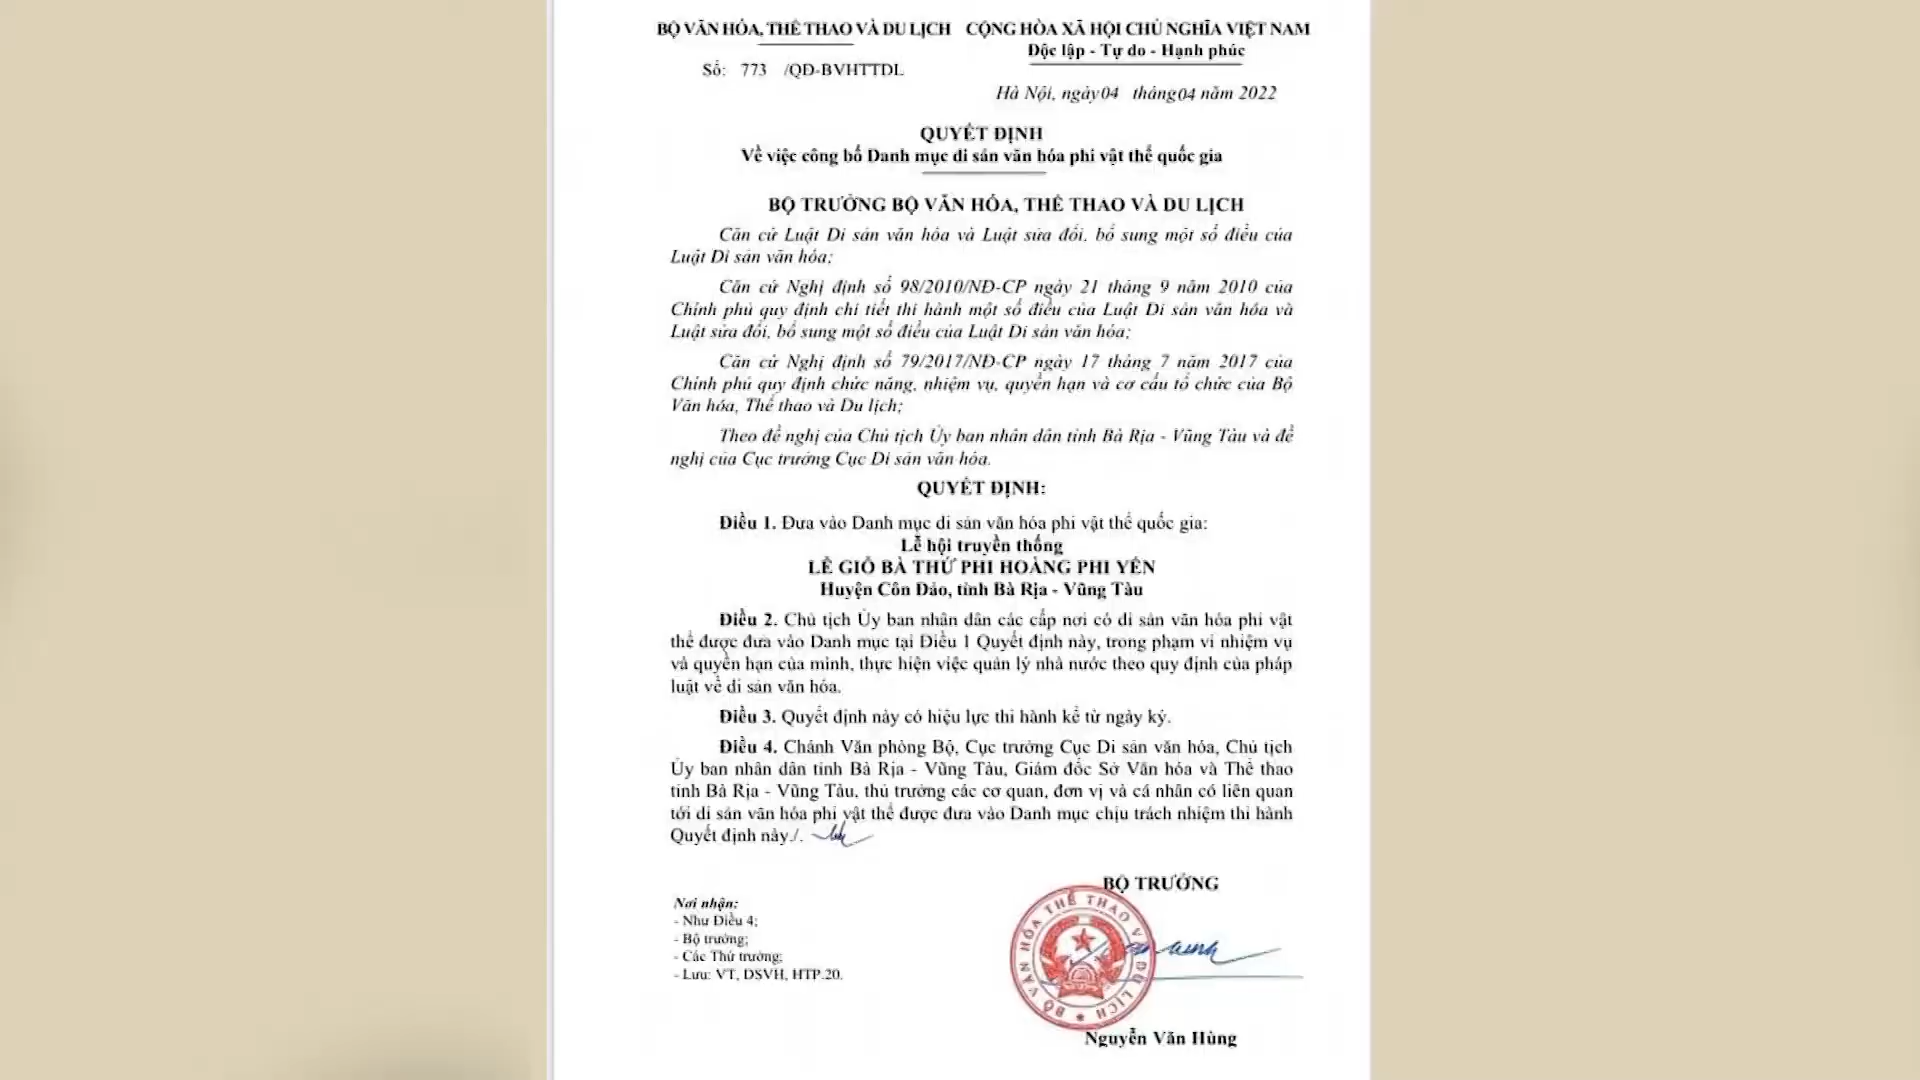 BỘ VĂN HÓA, THỂ THAO VÀ DU LỊCH
CỘNG HÒA XÃ HỘI CHỦ NGHĨA VIỆT NAM
Độc lập - Tự do - Hạnh phúc
Số: 773 /QĐ-BVHTTDL
Hà Nội, ngày 04 tháng 04 năm 2022
QUYẾT ĐỊNH
Về việc công bố Danh mục di sản văn hóa phi vật thể quốc gia
BỘ TRƯỞNG BỘ VĂN HÓA, THỂ THAO VÀ DU LỊCH
Căn cứ Luật Di sản văn hóa và Luật sửa đổi, bổ sung một số điều của
Luật Di sản văn hóa;
Căn cứ Nghị định số 98/2010/NĐ-CP ngày 21 tháng 9 năm 2010 của
Chính phủ quy định chi tiết thi hành một số điều của Luật Di sản văn hóa và
Luật sửa đổi, bổ sung một số điều của Luật Di sản văn hóa;
Căn cứ Nghị định số 79/2017/NĐ-CP ngày 17 tháng 7 năm 2017 của
Chính phủ quy định chức năng, nhiệm vụ, quyền hạn và cơ cấu tổ chức của Bộ
Văn hóa, Thể thao và Du lịch;
Theo đề nghị của Chủ tịch Ủy ban nhân dân tỉnh Bà Rịa - Vũng Tàu và đề
nghị của Cục trưởng Cục Di sản văn hóa.
QUYẾT ĐỊNH:
Điều 1. Đưa vào Danh mục di sản văn hóa phi vật thể quốc gia:
Lễ hội truyền thống
LỄ GIỖ BÀ THỨ PHI HOÀNG PHI YẾN
Huyện Côn Đảo, tỉnh Bà Rịa - Vũng Tàu
Điều 2. Chủ tịch Ủy ban nhân dân các cấp nơi có di sản văn hóa phi vật
thể được đưa vào Danh mục tại Điều 1 Quyết định này, trong phạm vi nhiệm vụ
và quyền hạn của mình, thực hiện việc quản lý nhà nước theo quy định của pháp
luật về di sản văn hóa.
Điều 3. Quyết định này có hiệu lực thi hành kể từ ngày ký.
Điều 4. Chánh Văn phòng Bộ, Cục trưởng Cục Di sản văn hóa, Chủ tịch
Ủy ban nhân dân tỉnh Bà Rịa - Vũng Tàu, Giám đốc Sở Văn hóa và Thể thao
tỉnh Bà Rịa - Vũng Tàu, thủ trưởng các cơ quan, đơn vị và cá nhân có liên quan
tới di sản văn hóa phi vật thể được đưa vào Danh mục chịu trách nhiệm thi hành
Quyết định này./.
Nơi nhận:
- Như Điều 4;
- Bộ trưởng;
- Các Thứ trưởng;
- Lưu: VT, DSVH, HTP.20.
BỘ TRƯỞNG
BỘ VĂN HÓA THỂ THAO VÀ DU LỊCH
Nguyễn Văn Hùng